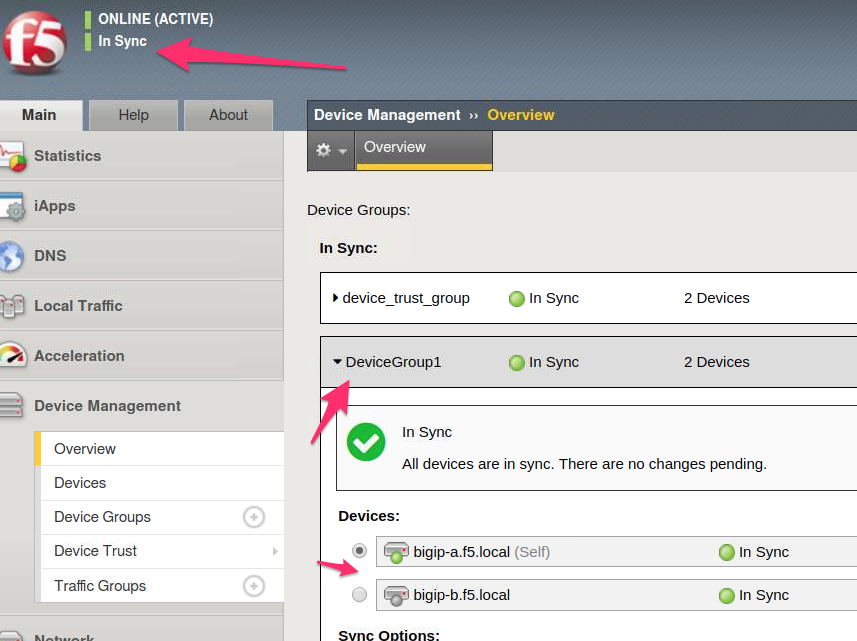 f5
ONLINE (ACTIVE)
In Sync
Main
Help
About
Statistics
iApps
DNS
Local Traffic
Acceleration
Device Management
Overview
Devices
Device Groups
Device Trust
Traffic Groups
Network
Device Management ›› Overview
Overview
Device Groups:
In Sync:
device_trust_group In Sync 2 Devices
DeviceGroup1 In Sync 2 Devices
In Sync
All devices are in sync. There are no changes pending.
Devices:
bigip-a.f5.local (Self) In Sync
bigip-b.f5.local In Sync
Sync Options: